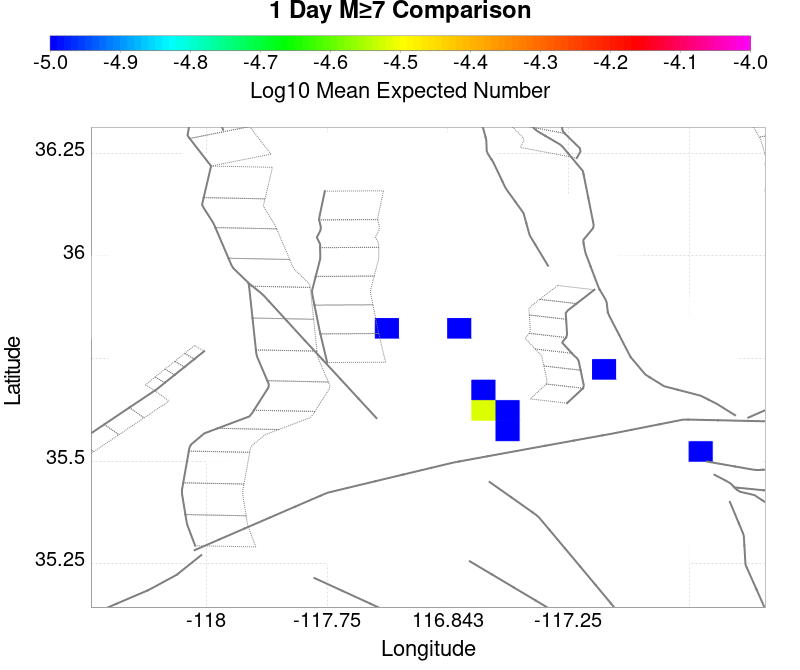 1 Day M≥7 Comparison
-5.0 -4.9 -4.8 -4.7 -4.6 -4.5 -4.4 -4.3 -4.2 -4.1 -4.0
Log10 Mean Expected Number
36.25
36
35.5
35.25
Latitude
-118 -117.75 116.843 -117.25
Longitude